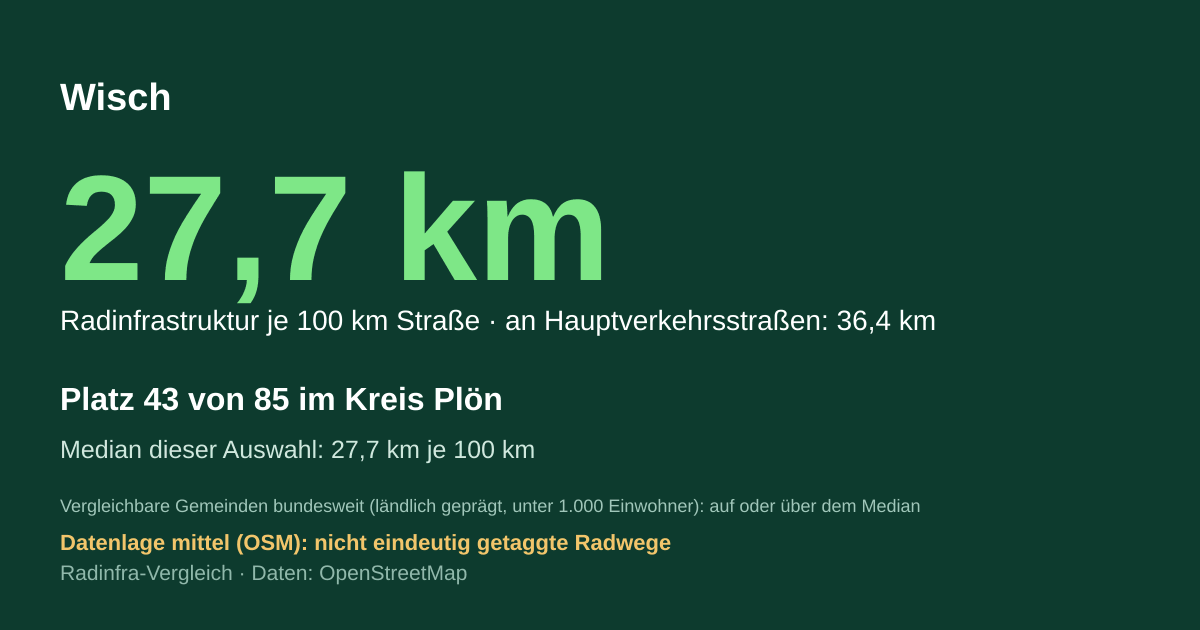 Wisch
27,7 km
Radinfrastruktur je 100 km Straße · an Hauptverkehrsstraßen: 36,4 km
Platz 43 von 85 im Kreis Plön
Median dieser Auswahl: 27,7 km je 100 km
Vergleichbare Gemeinden bundesweit (ländlich geprägt, unter 1.000 Einwohner): auf oder über dem Median
Datenlage mittel (OSM): nicht eindeutig getaggte Radwege
Radinfra-Vergleich · Daten: OpenStreetMap